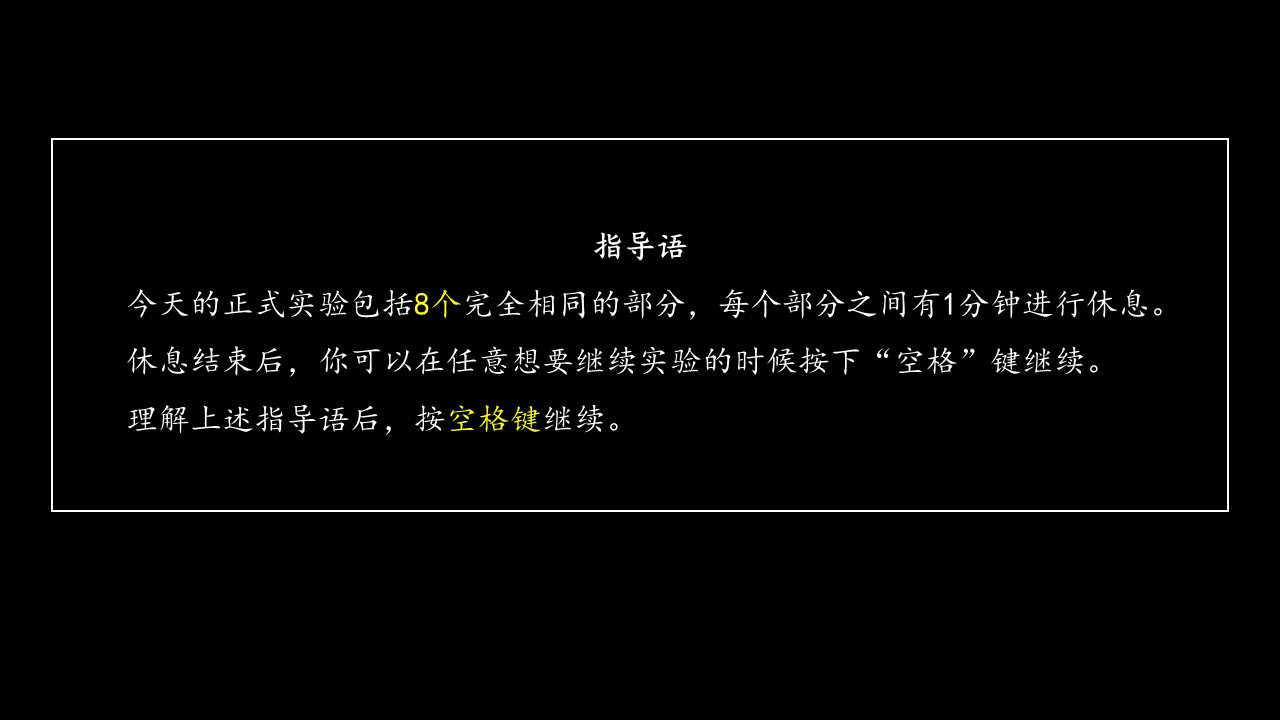 指导语
今天的正式实验包括8个完全相同的部分，每个部分之间有1分钟进行休息。
休息结束后，你可以在任意想要继续实验的时候按下“空格”键继续。
理解上述指导语后，按空格键继续。